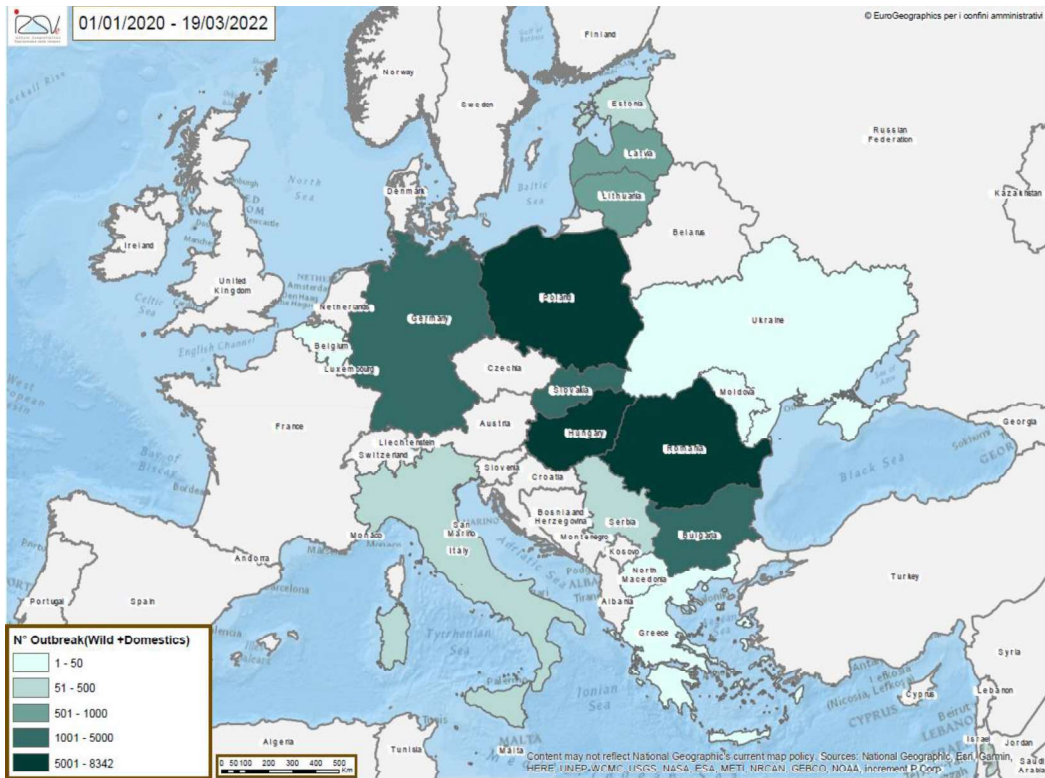 01/01/2020 - 19/03/2022
© EuroGeographics per i confini amministrativi
Finland
Norway
Sweden
Estonia
Russian
Federation
Latvia
Kazakhstan
North
Sea
Denmark
Baltic
Sea
Lithuania
Ireland
Belarus
United
Kingdom
Celtic
Sea
Netherlands
Germany
Poland
Ukraine
English Channel
Belgium
Luxembourg
Czechia
Slovakia
Moldova
France
Austria
Hungary
Romania
Liechtenstein
Switzerland
Slovenia
Croatia
Georgia
Black Sea
Bosnia and
Herzegovina
Serbia
San
Marino
Monaco
Italy
Montenegro
Kosovo
Bulgaria
Adriatic Sea
Andorra
North
Macedonia
Albania
Turkey
Portugal
Spain
Tyrrhenian
Sea
Greece
Ionian
Sea
Syria
Cyprus
Lebanon
Israel
Jordan
Algeria
Tunisia
Malta
N° Outbreak(Wild +Domestics)
1 - 50
51 - 500
501 - 1000
1001 - 5000
5001 - 8342
0 50 100 200 300 400 500
Km
Content may not reflect National Geographic's current map policy. Sources: National Geographic, Esri, Garmin,
HERE, UNEP-WCMC, USGS, NASA, ESA, METI, NRCAN, GEBCO, NOAA, increment P Corp.